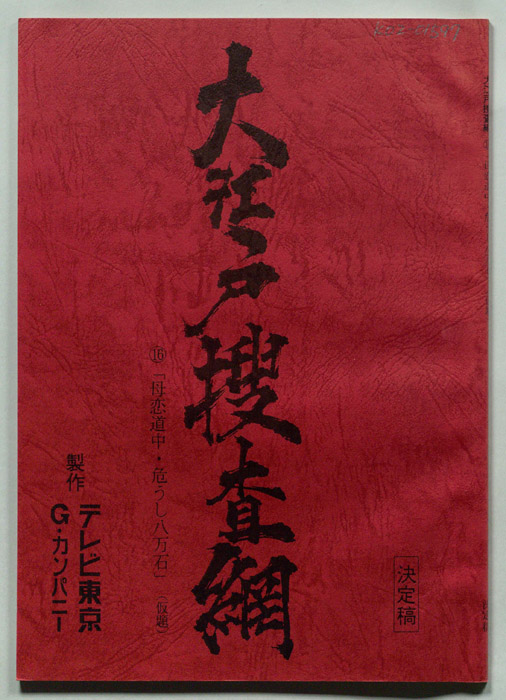 決定稿
大江戸捜査網
⑯「母恋道中・危うし八万石」(仮題)
製作
テレビ東京
G・カンパニー